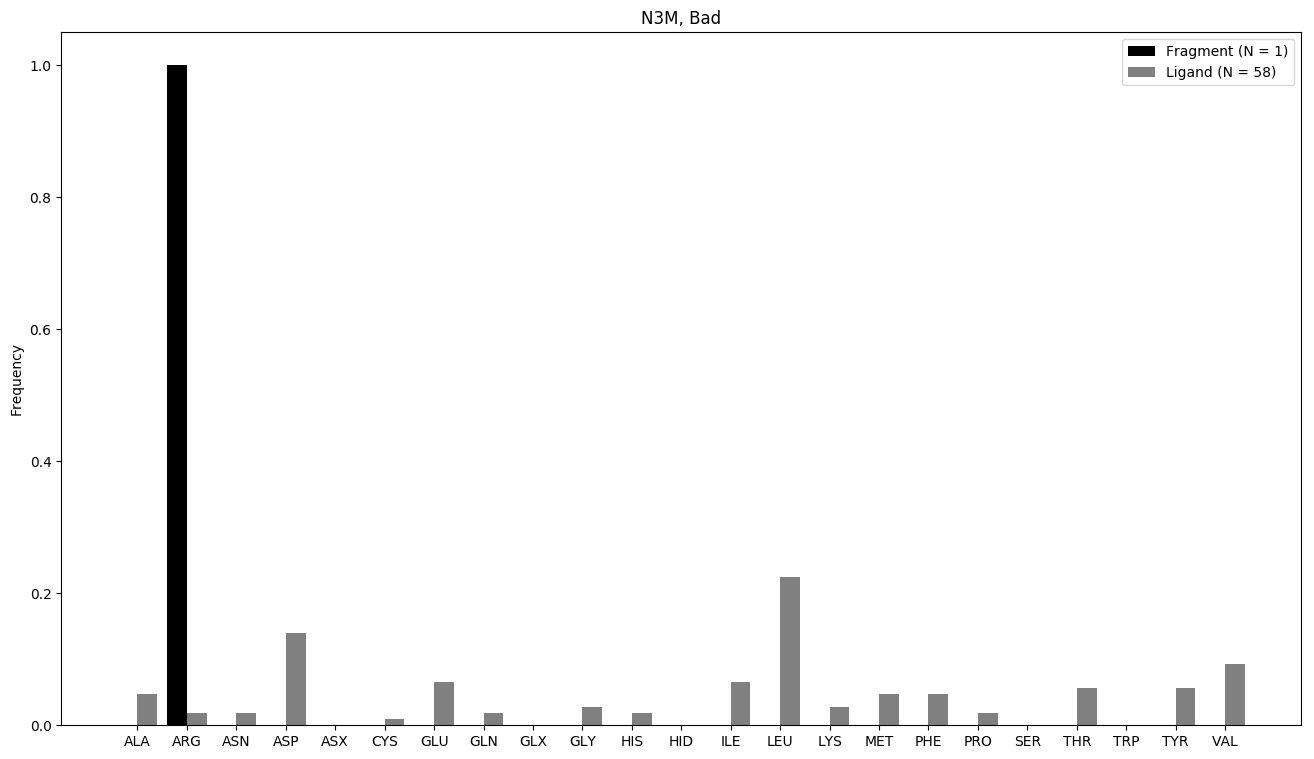 N3M, Bad
Fragment (N = 1)
Ligand (N = 58)
Frequency
1.0
0.8
0.6
0.4
0.2
0.0
ALA ARG ASN ASP ASX CYS GLU GLN GLX GLY HIS HID ILE LEU LYS MET PHE PRO SER THR TRP TYR VAL